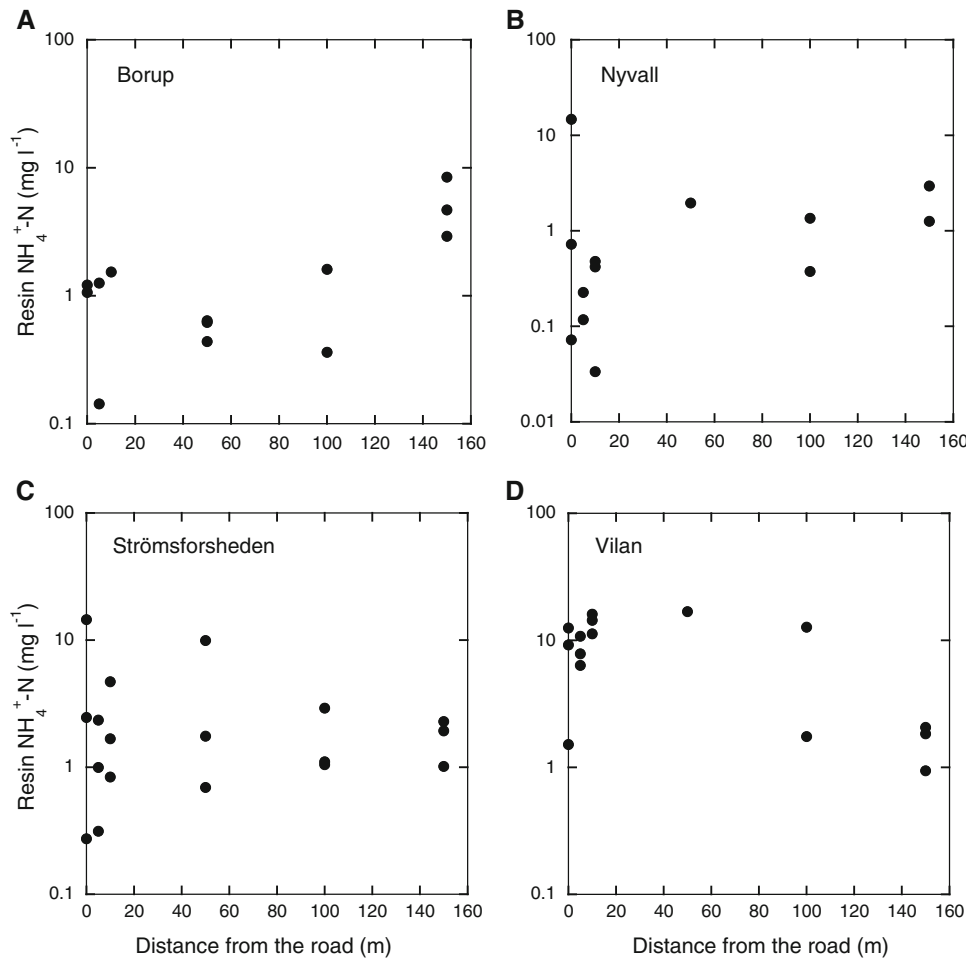 A
100
Borup
10
1
0.1
Resin NH4+-N (mg l-1)
0 20 40 60 80 100 120 140 160
B
100
Nyvall
10
1
0.1
0.01
0 20 40 60 80 100 120 140 160
C
100
Strömsforsheden
10
1
0.1
Resin NH4+-N (mg l-1)
0 20 40 60 80 100 120 140 160
Distance from the road (m)
D
100
Vilan
10
1
0.1
0 20 40 60 80 100 120 140 160
Distance from the road (m)